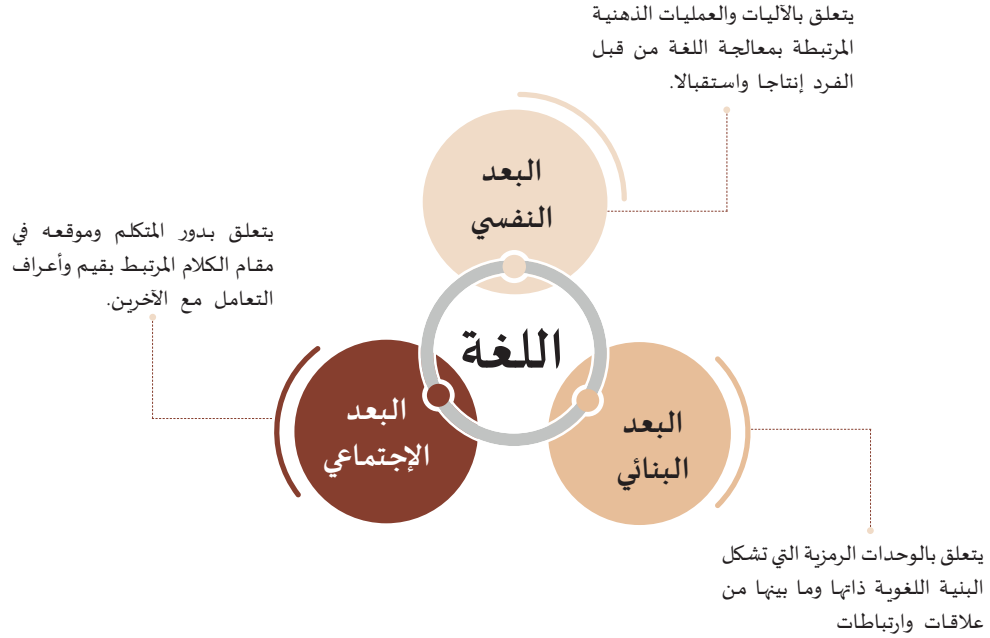 يتعلق بالآليات والعمليات الذهنية
المرتبطة بمعالجة اللغة من قبل
الفرد إنتاجا واستقبالا.
البعد
النفسي
يتعلق بدور المتكلم وموقعه في
مقام الكلام المرتبط بقيم وأعراف
التعامل مع الآخرين.
اللغة
البعد
البنائي
البعد
الإجتماعي
يتعلق بالوحدات الرمزية التي تشكل
البنية اللغوية ذاتها وما بينها من
علاقات وارتباطات